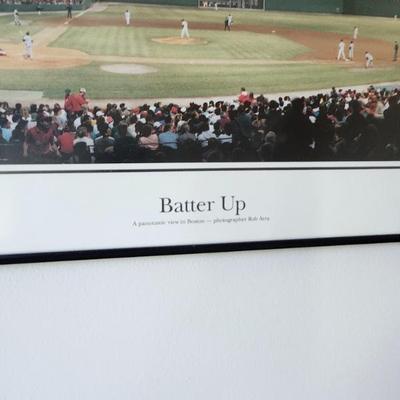 Batter Up
A panoramic view in Boston — photographer Rob Arra